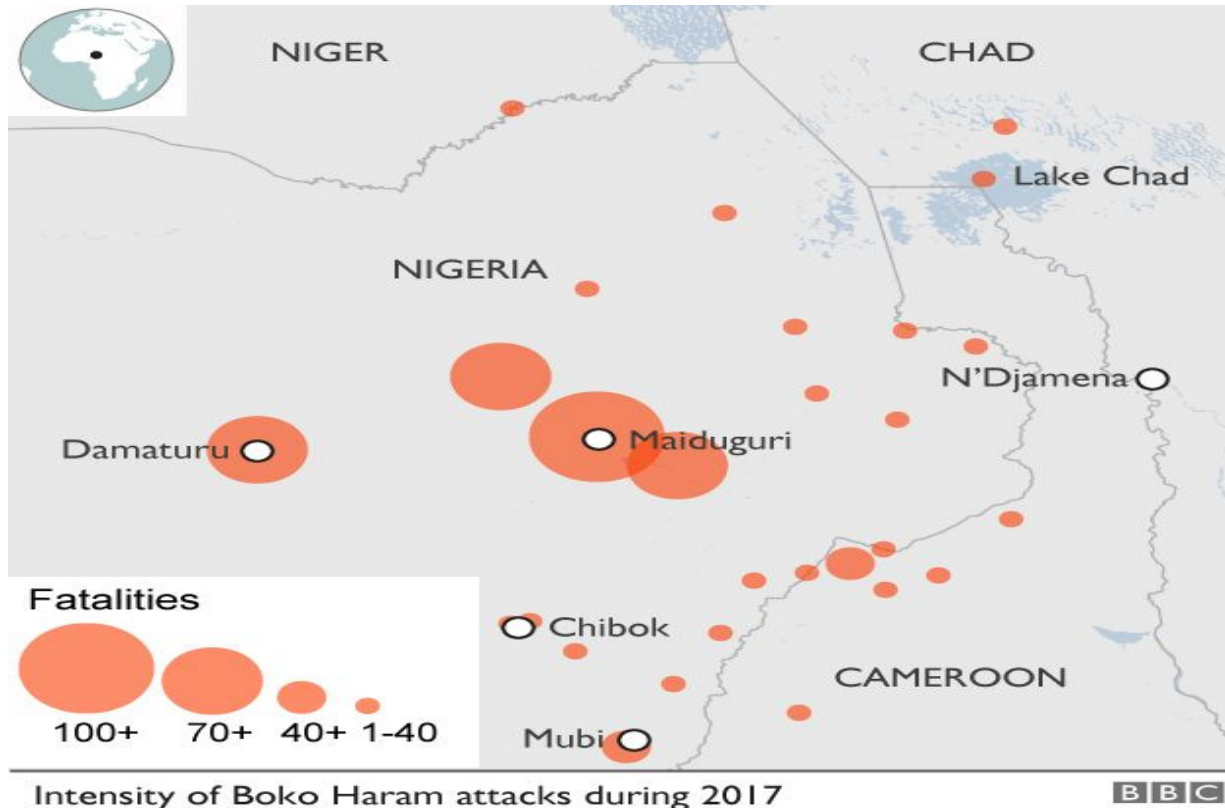 NIGER
CHAD
Lake Chad
NIGERIA
N'Djamena
Damaturu
Maiduguri
Chibok
CAMEROON
Mubi
Fatalities
100+ 70+ 40+ 1-40
Intensity of Boko Haram attacks during 2017
BBC